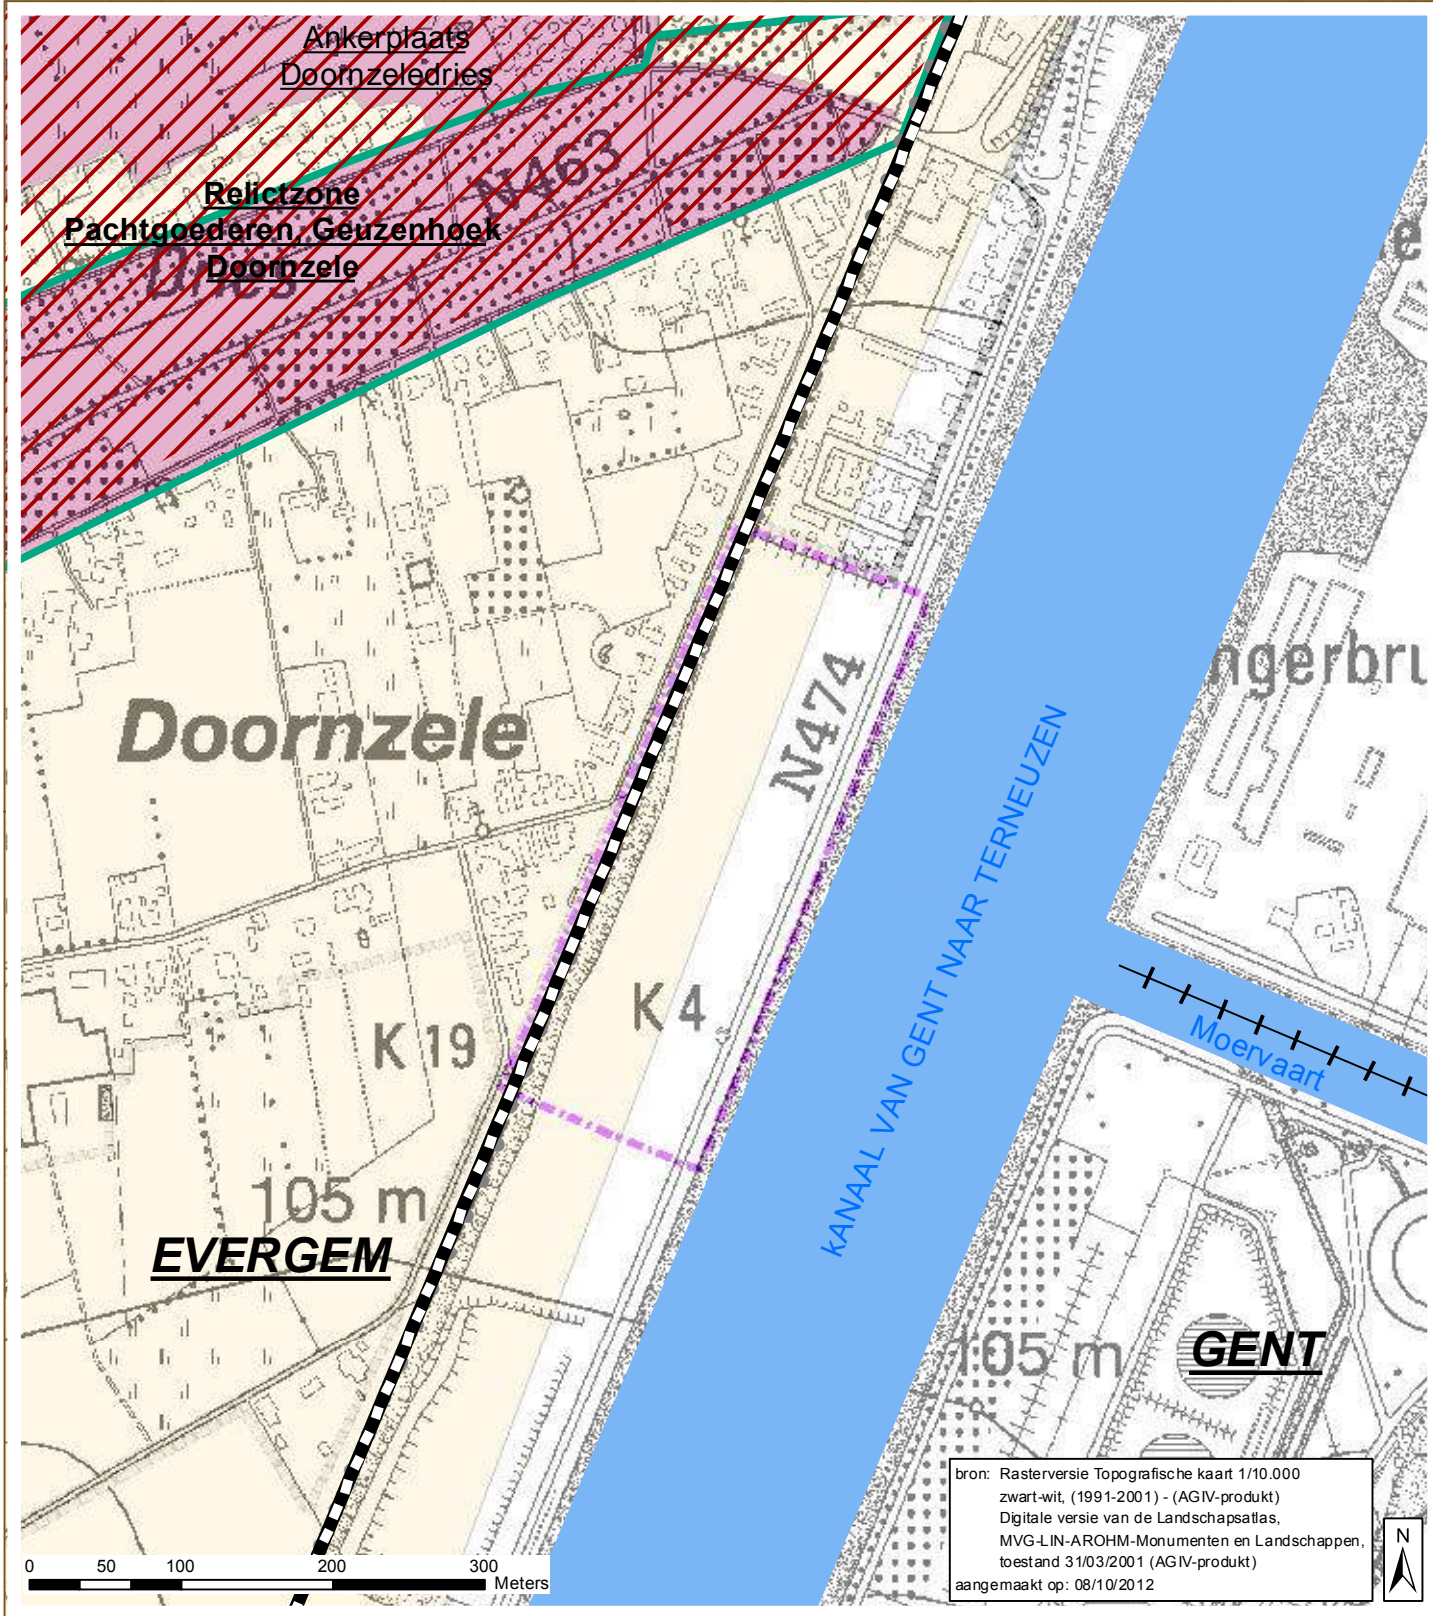 Ankerplaats
Doornzeledries
N463
Relictzone
Pachtgoederen, Geuzenhoek
Doornzele
Dries
e
ngerbru
Doornzele
N474
KANAAL VAN GENT NAAR TERNEUZEN
K 4
K 19
Moervaart
105 m
EVERGEM
105 m
GENT
bron: Rasterversie Topografische kaart 1/10.000
zwart-wit, (1991-2001) - (AGIV-produkt)
Digitale versie van de Landschapsatlas,
MVG-LIN-AROHM-Monumenten en Landschappen,
toestand 31/03/2001 (AGIV-produkt)
aangemaakt op: 08/10/2012
N
0 50 100 200 300
Meters